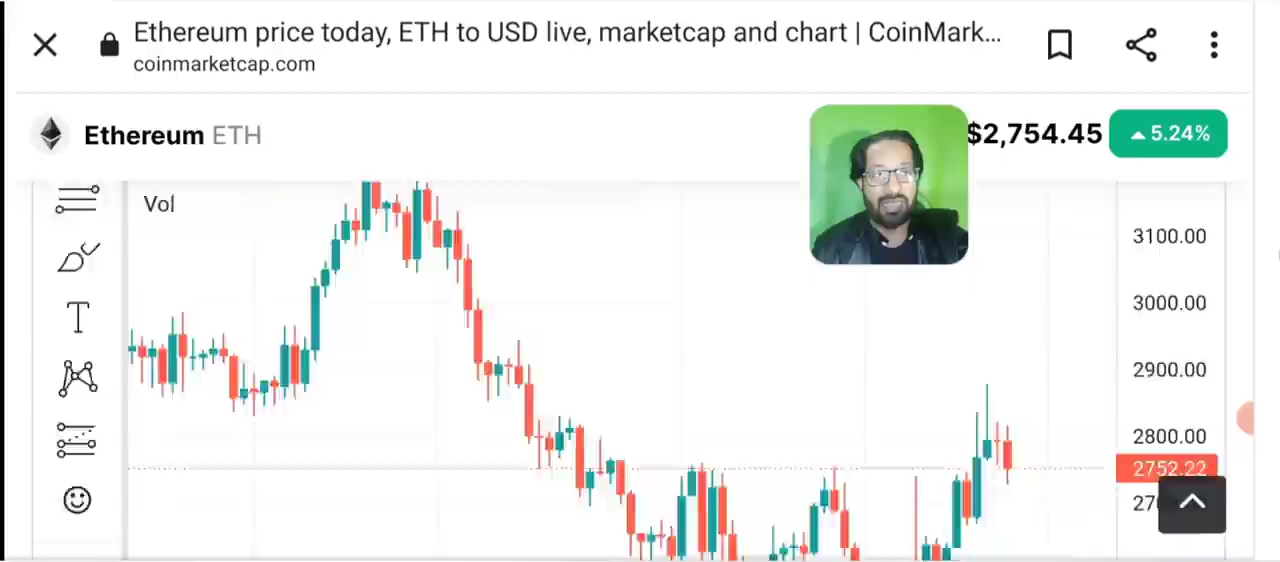 Ethereum price today, ETH to USD live, marketcap and chart | CoinMark...
coinmarketcap.com
Ethereum ETH
$2,754.45
5.24%
Vol
3100.00
3000.00
2900.00
2800.00
2752.22